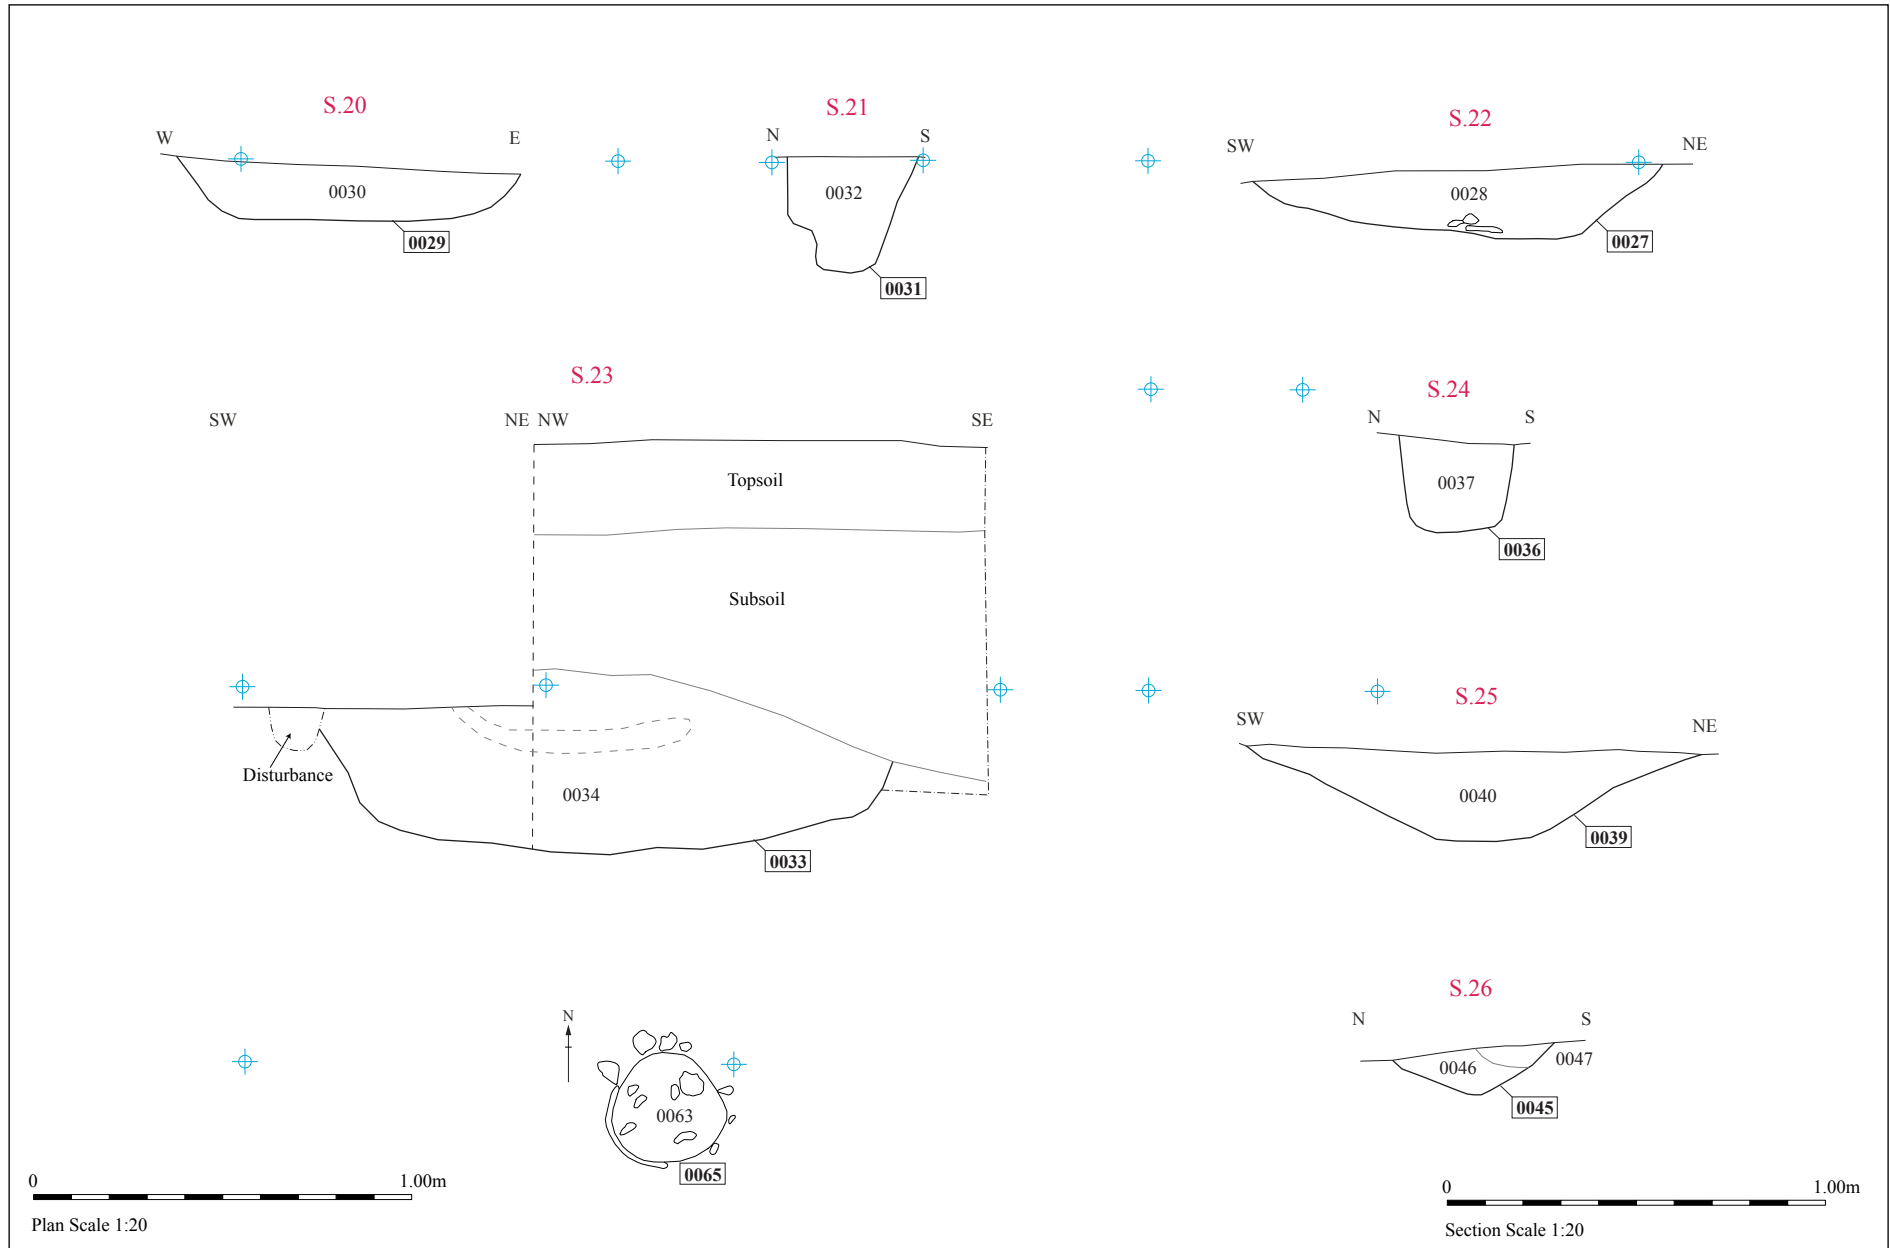 S.20
W E
0030
0029
S.21
N S
0032
0031
S.22
SW NE
0028
0027
S.23
SW NE NW SE
Topsoil
Subsoil
Disturbance
0034
0033
S.24
N S
0037
0036
S.25
SW NE
0040
0039
N
0063
0065
S.26
N S
0046 0047
0045
0 1.00m
Plan Scale 1:20
0 1.00m
Section Scale 1:20